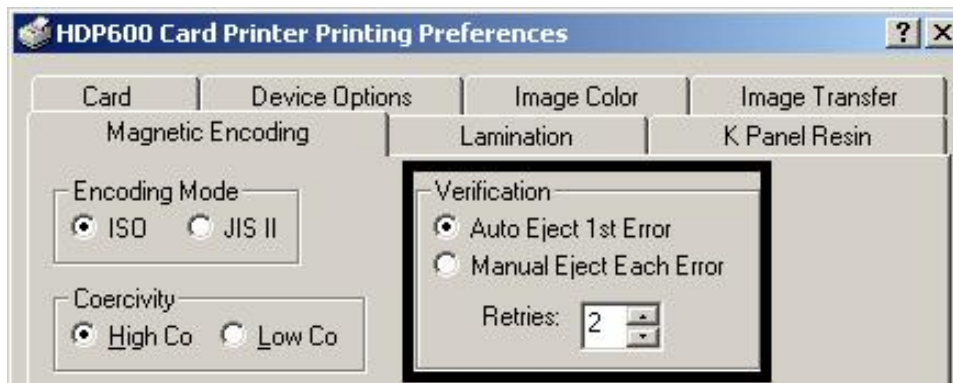 HDP600 Card Printer Printing Preferences
Card Device Options Image Color Image Transfer
Magnetic Encoding Lamination K Panel Resin
Encoding Mode
ISO JIS II
Coercivity
High Co Low Co
Verification
Auto Eject 1st Error
Manual Eject Each Error
Retries: 2